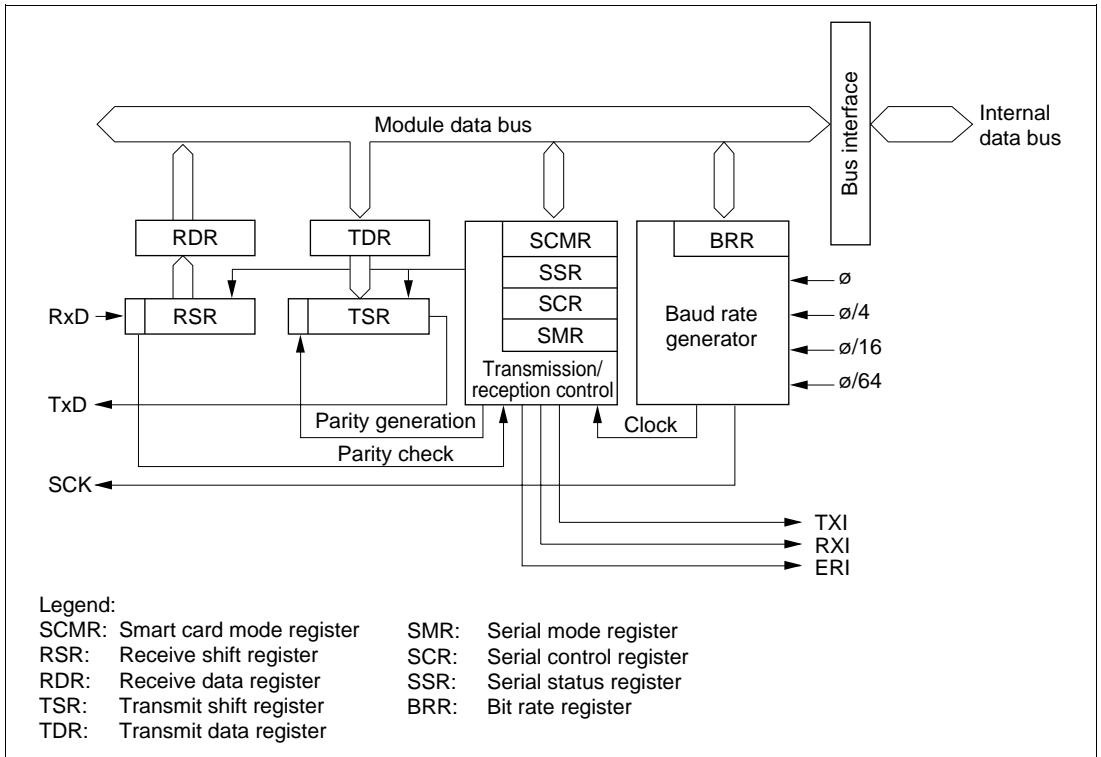 Bus interface
Internal
data bus
Module data bus
RDR
TDR
SCMR
BRR
SSR
SCR
SMR
RxD
RSR
TSR
Baud rate
generator
ø
ø/4
ø/16
ø/64
Transmission/
reception control
TxD
Parity generation
Clock
Parity check
SCK
TXI
RXI
ERI
Legend:
SCMR: Smart card mode register
RSR: Receive shift register
RDR: Receive data register
TSR: Transmit shift register
TDR: Transmit data register
SMR: Serial mode register
SCR: Serial control register
SSR: Serial status register
BRR: Bit rate register